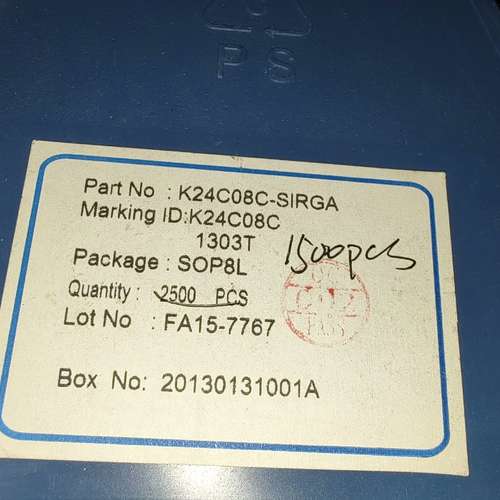 PS
Part No : K24C08C-SIRGA
Marking ID:K24C08C
1303T
1500pcs
Package : SOP8L
Quantity : 2500 PCS
Lot No : FA15-7767
Box No: 20130131001A